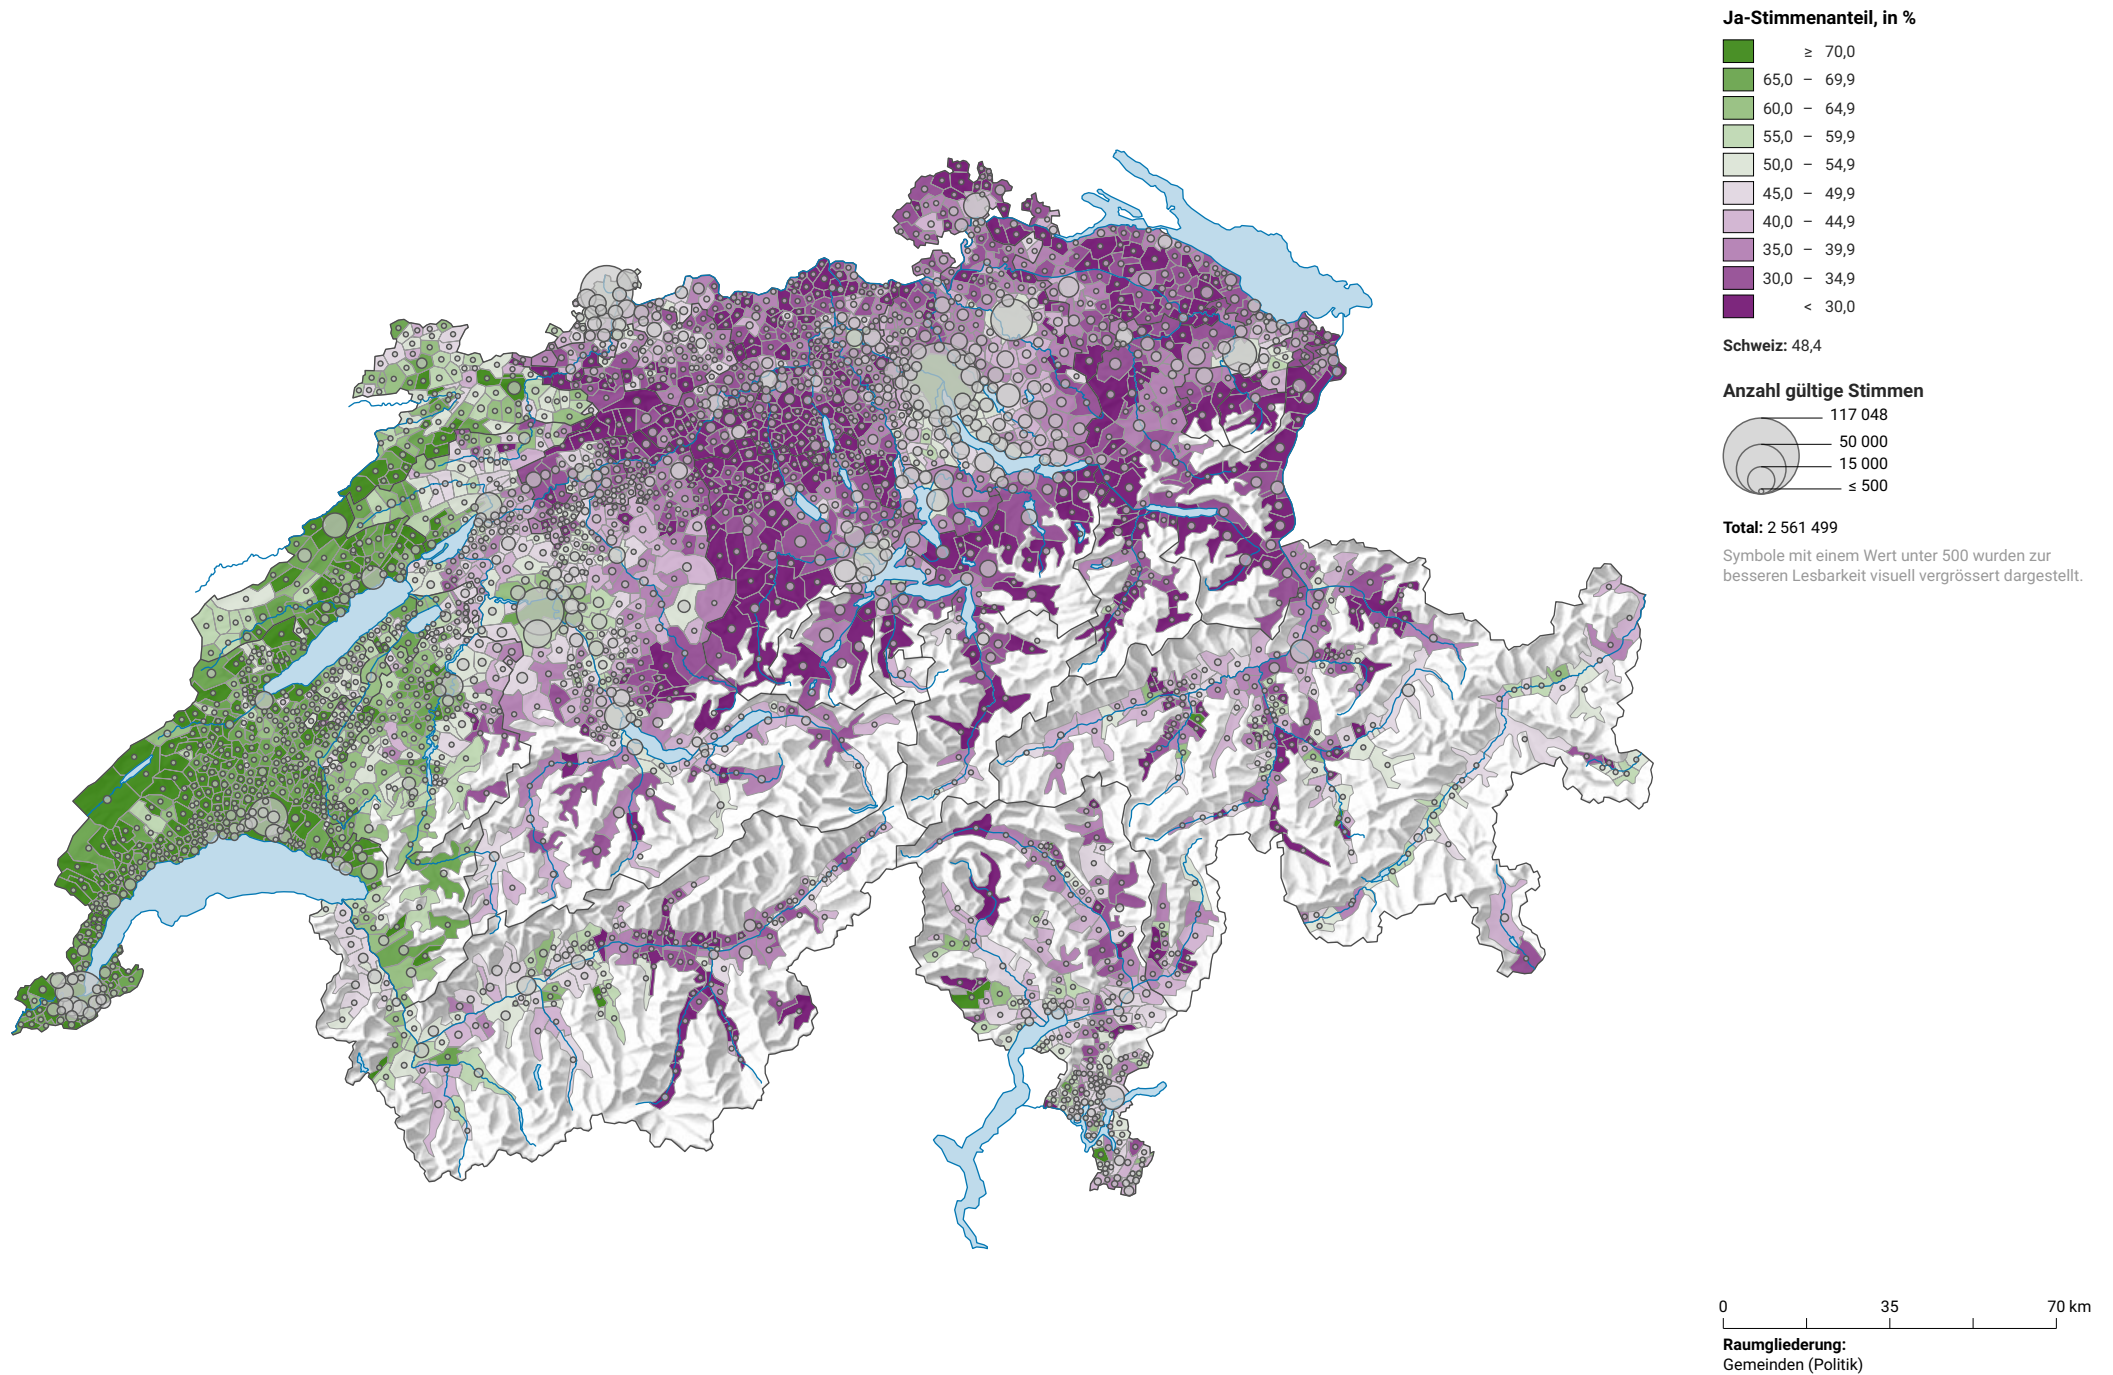 Ja-Stimmenanteil, in %
≥ 70,0
65,0 – 69,9
60,0 – 64,9
55,0 – 59,9
50,0 – 54,9
45,0 – 49,9
40,0 – 44,9
35,0 – 39,9
30,0 – 34,9
< 30,0
Schweiz: 48,4
Anzahl gültige Stimmen
117 048
50 000
15 000
≤ 500
Total: 2 561 499
Symbole mit einem Wert unter 500 wurden zur
besseren Lesbarkeit visuell vergrössert dargestellt.
0 35 70 km
Raumgliederung:
Gemeinden (Politik)